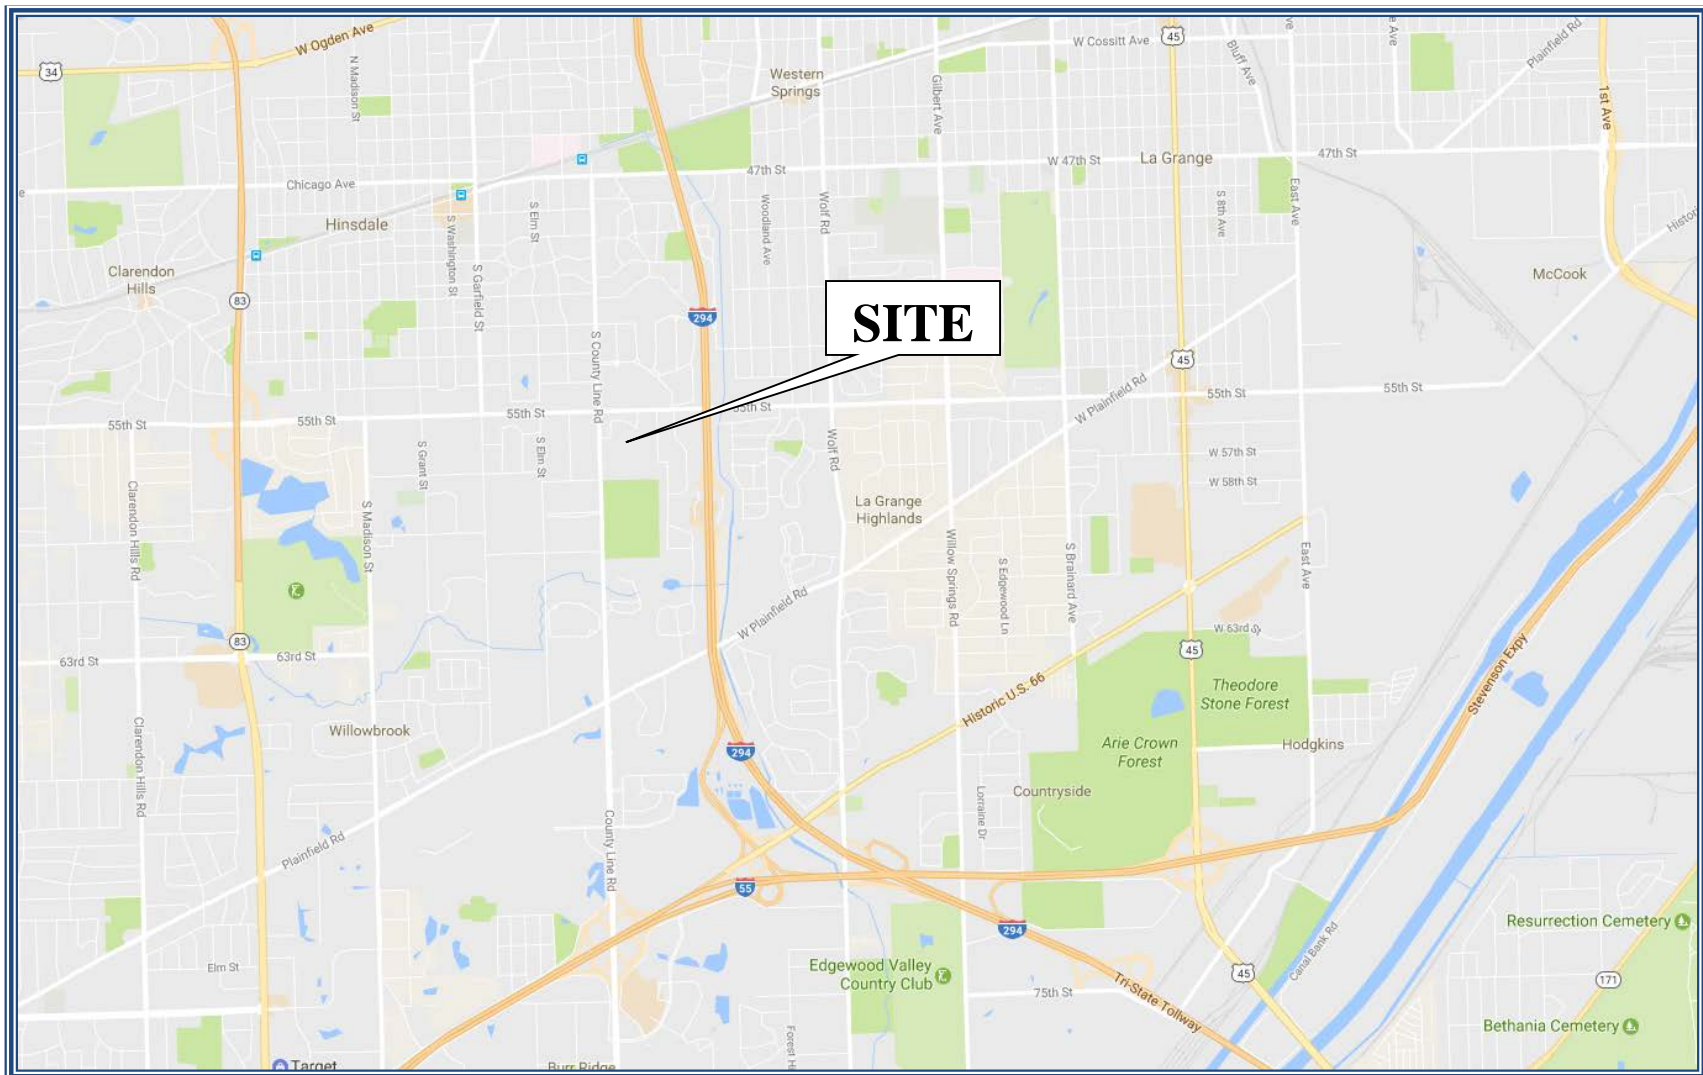 W Ogden Ave
34
N Madison St
Western
Springs
Gilbert Ave
W Cossitt Ave
45
Bluff Ave
Ave
e Ave
Plainfield Rd
1st Ave
Chicago Ave
47th St
W 47th St
La Grange
47th St
Hinsdale
S Washington St
S Garfield St
S Elm St
Woodland Ave
Wolf Rd
S 8th Ave
East Ave
Histori
Clarendon
Hills
83
294
SITE
McCook
S County Line Rd
45
W Plainfield Rd
55th St
55th St
55th St
55th St
55th St
55th St
S Grant St
S Elm St
Wolf Rd
W 57th St
W 58th St
La Grange
Highlands
Clarendon Hills Rd
S Madison St
Willow Springs Rd
S Edgewood Ln
S Brainard Ave
East Ave
W Plainfield Rd
W 63rd St
83
63rd St
63rd St
45
Stevenson Expy
Historic U.S. 66
Theodore
Stone Forest
Willowbrook
Clarendon Hills Rd
294
Arie Crown
Forest
Hodgkins
Countryside
Lorraine Dr
Plainfield Rd
County Line Rd
55
294
Resurrection Cemetery
Canal Bank Rd
Elm St
Edgewood Valley
Country Club
45
171
75th St
Tri-State Tollway
Bethania Cemetery
Forest Hi
Target
Burr Ridge